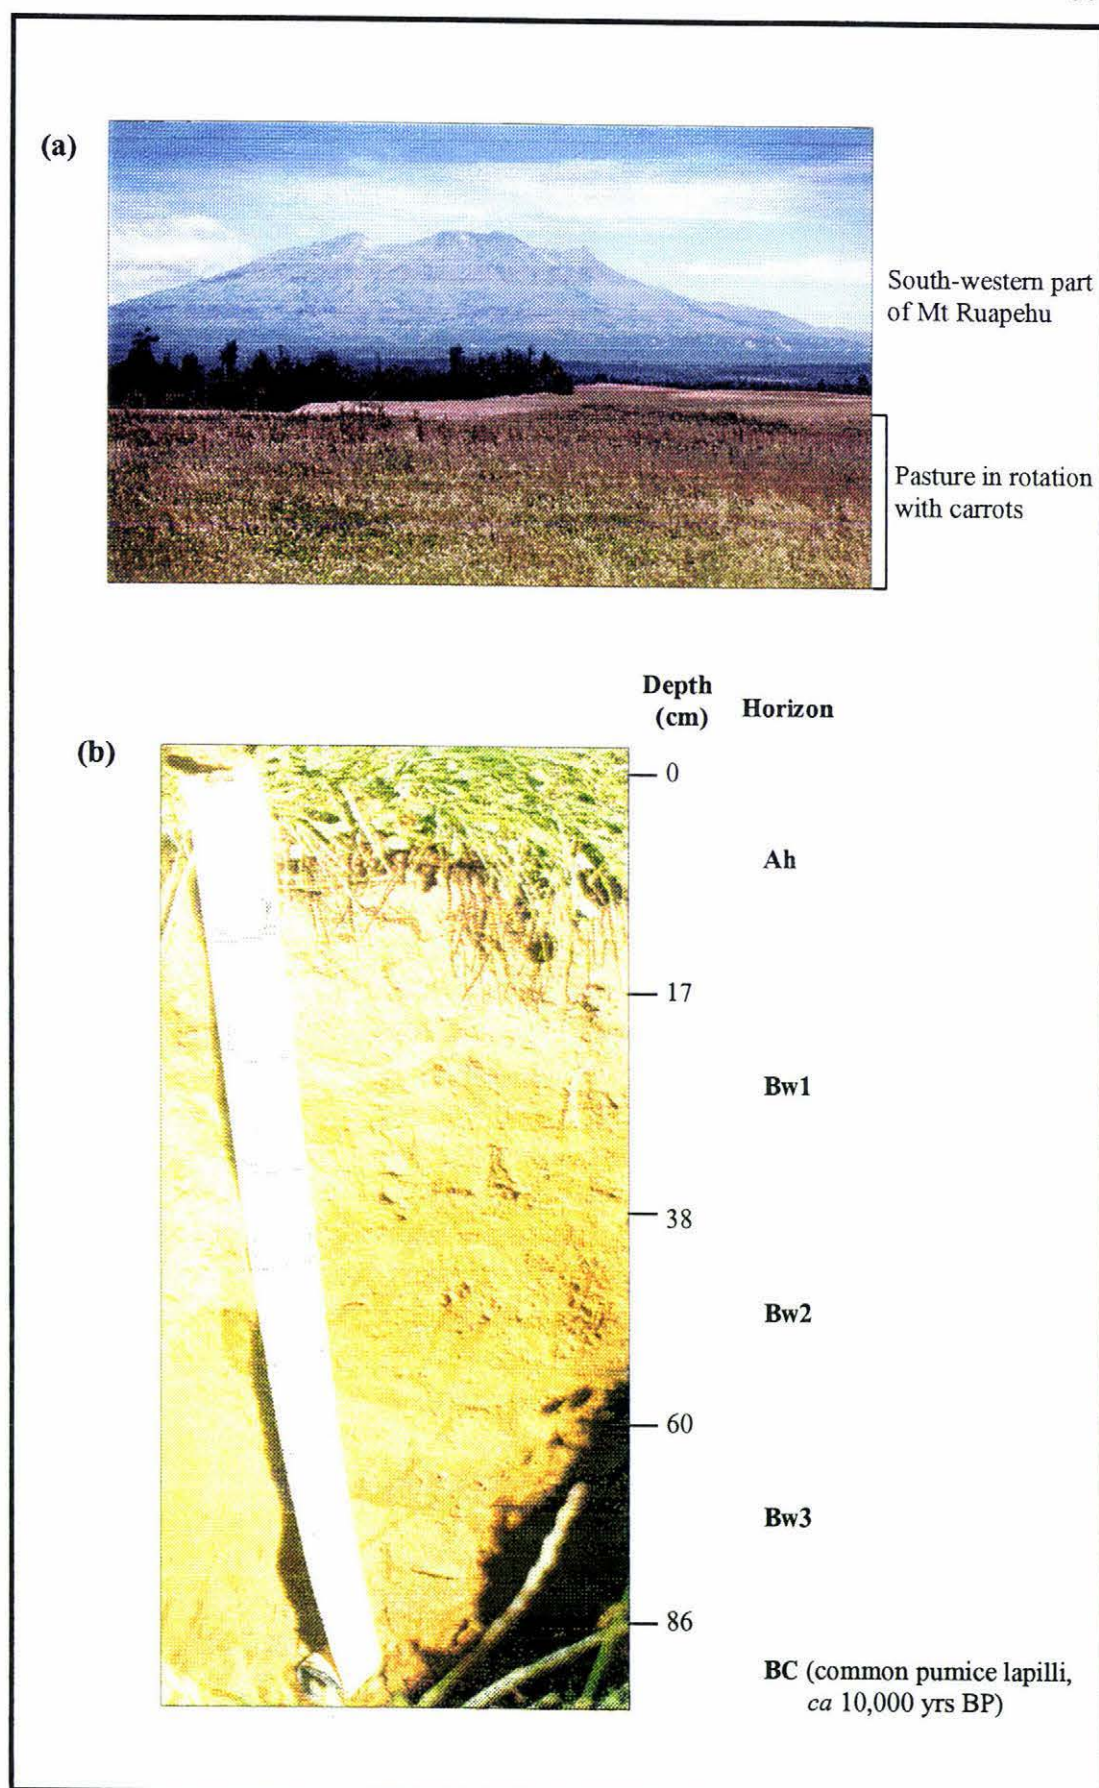 (a)
South-western part
of Mt Ruapehu
Pasture in rotation
with carrots
Depth
(cm)
Horizon
(b)
0
Ah
17
Bw1
38
Bw2
60
Bw3
86
BC (common pumice lapilli,
ca 10,000 yrs BP)